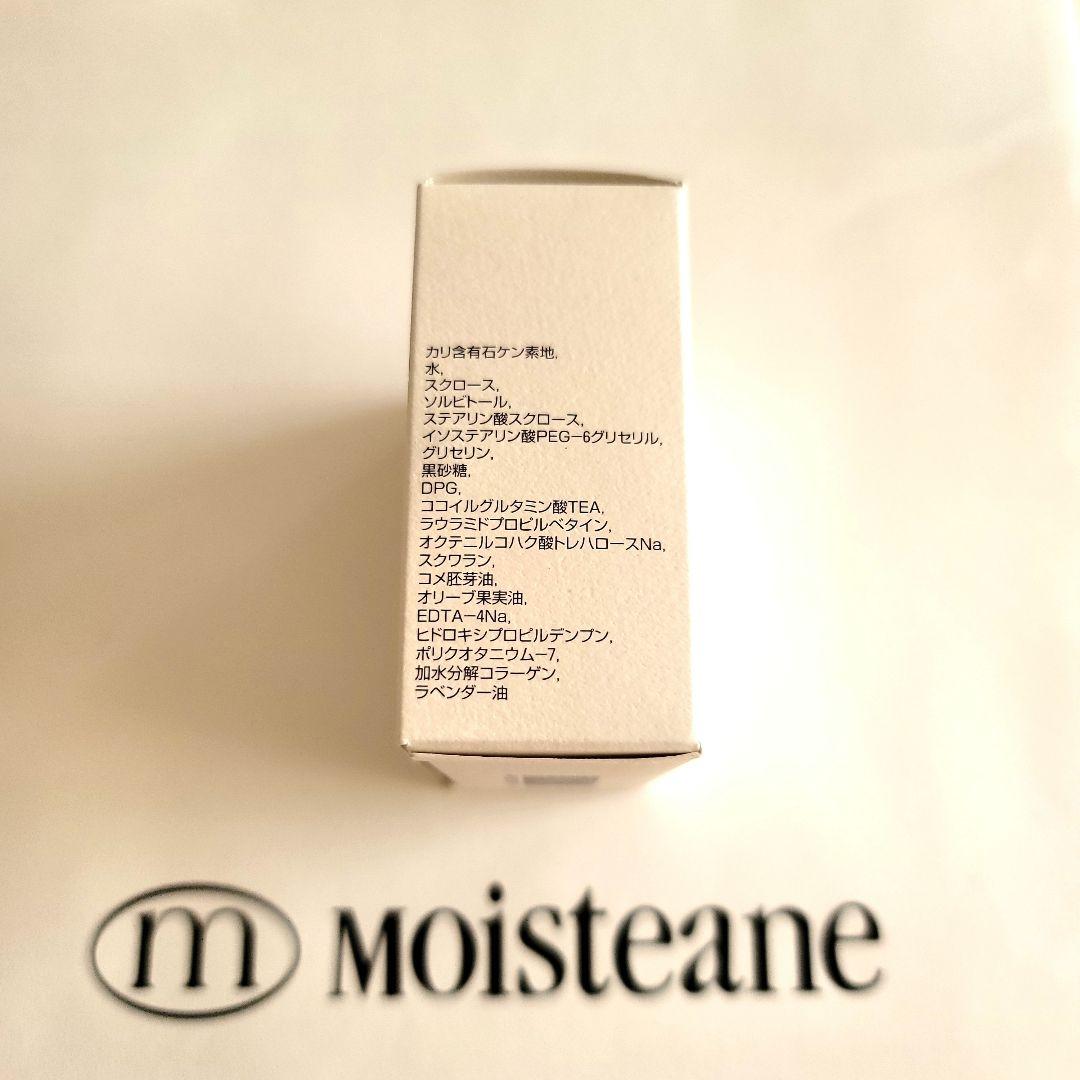 カリ含有石ケン素地,
水,
スクロース,
ソルビトール,
ステアリン酸スクロース,
イソステアリン酸PEG-6グリセリル,
グリセリン,
黒砂糖,
DPG,
ココイルグルタミン酸TEA,
ラウラミドプロピルベタイン,
オクテニルコハク酸トレハロースNa,
スクワラン,
コメ胚芽油,
オリーブ果実油,
EDTA-4Na,
ヒドロキシプロピルデンプン,
ポリクオタニウム-7,
加水分解コラーゲン,
ラベンダー油
m Moisteane